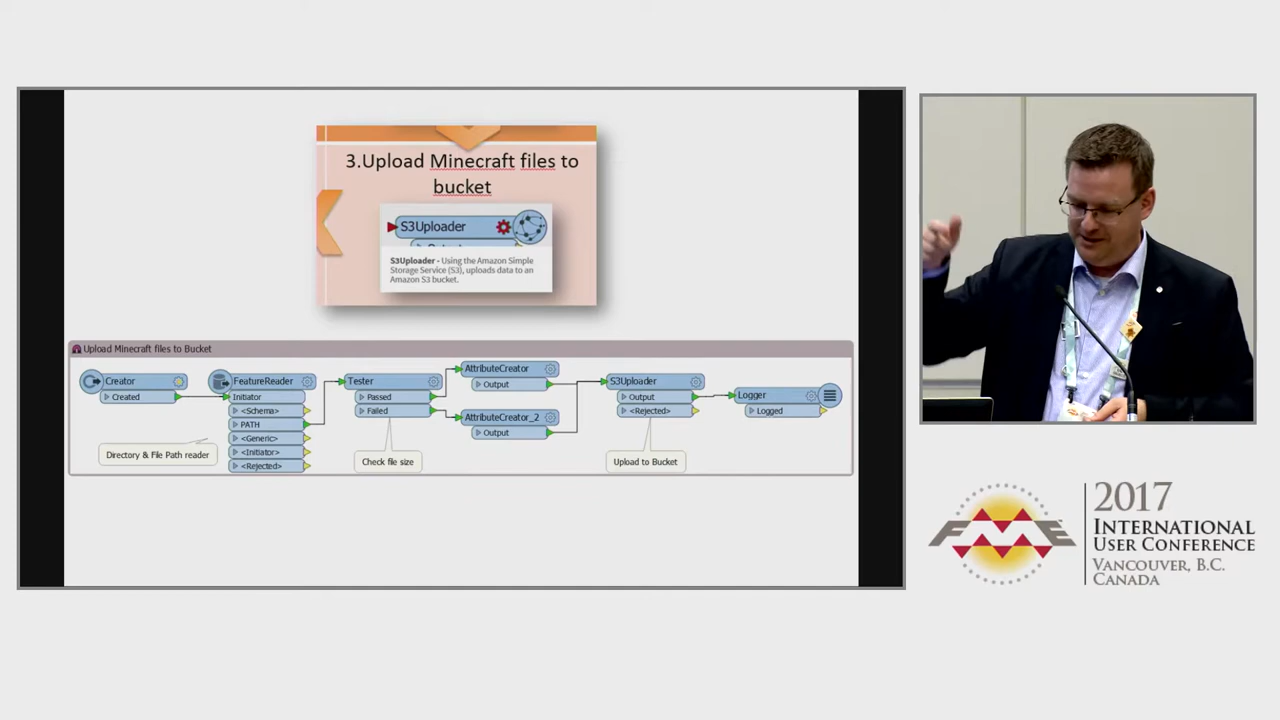 3.Upload Minecraft files to
bucket
S3Uploader
S3Uploader - Using the Amazon Simple
Storage Service (S3), uploads data to an
Amazon S3 bucket.
Upload Minecraft files to Bucket
Creator
Created
FeatureReader
Initiator
<Schema>
PATH
<Generic>
<Initiator>
<Rejected>
Directory & File Path reader
Tester
Passed
Failed
Check file size
AttributeCreator
Output
AttributeCreator_2
Output
S3Uploader
Output
<Rejected>
Upload to Bucket
Logger
Logged
FME
2017
INTERNATIONAL
USER CONFERENCE
VANCOUVER, B.C.
CANADA